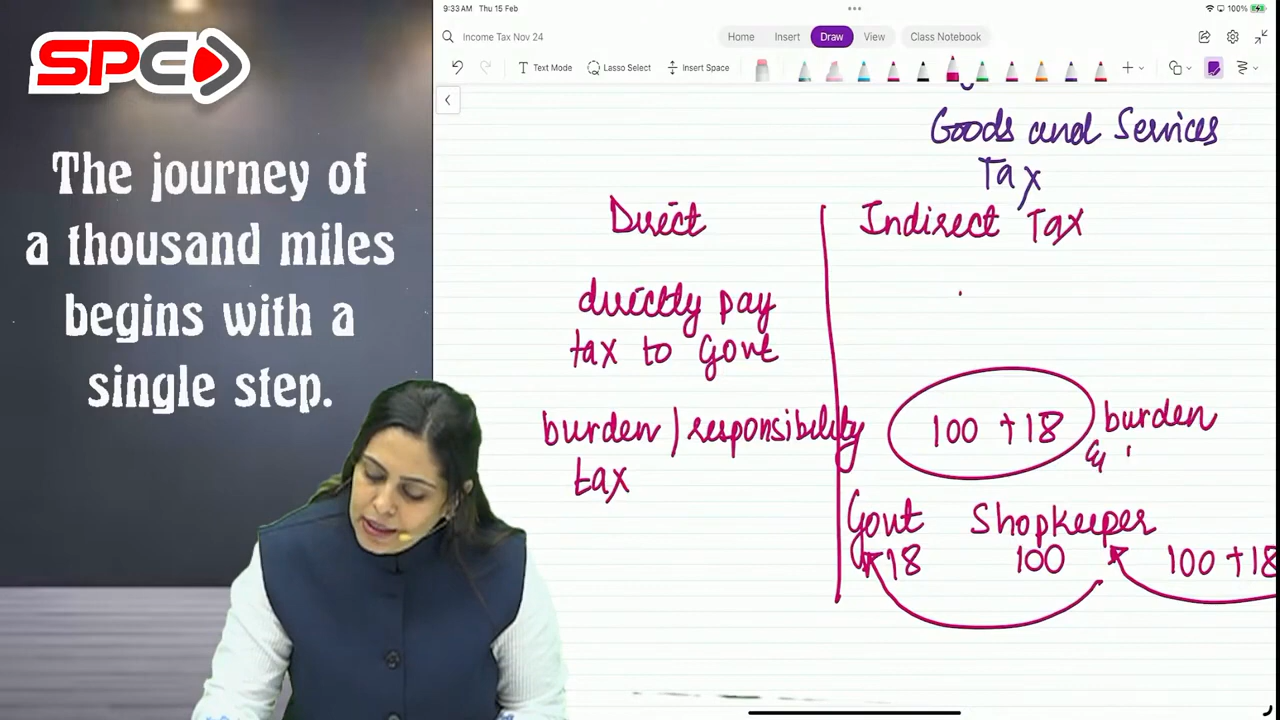 9:33 AM Thu 15 Feb
100%
Income Tax Nov 24
Home Insert Draw View Class Notebook
Text Mode Lasso Select Insert Space
SPC
The journey of
a thousand miles
begins with a
single step.
Goods and Services
Tax
Direct
Indirect Tax
directly pay
tax to Govt
burden / responsibility
tax
100 + 18 burden
Govt Shopkeeper
18 100 100 + 18